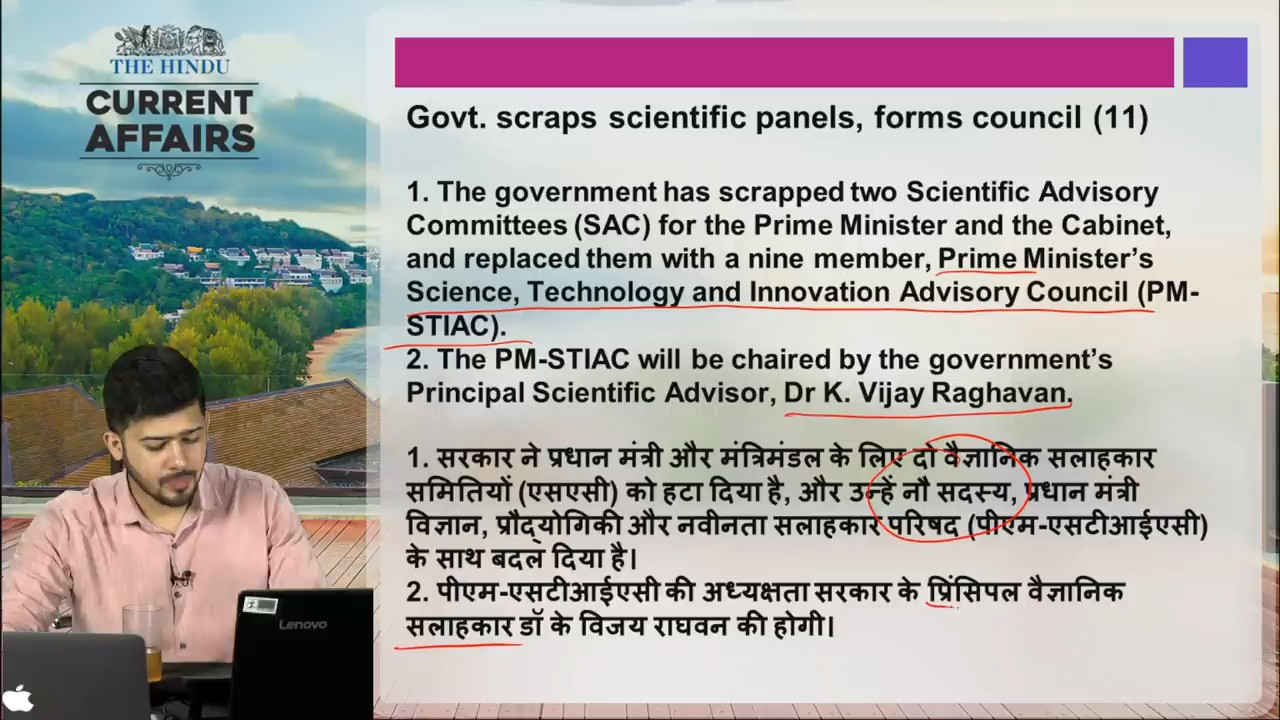 THE HINDU
CURRENT
AFFAIRS
Govt. scraps scientific panels, forms council (11)
1. The government has scrapped two Scientific Advisory
Committees (SAC) for the Prime Minister and the Cabinet,
and replaced them with a nine member, Prime Minister’s
Science, Technology and Innovation Advisory Council (PM-
STIAC).
2. The PM-STIAC will be chaired by the government’s
Principal Scientific Advisor, Dr K. Vijay Raghavan.
1. सरकार ने प्रधान मंत्री और मंत्रिमंडल के लिए दो वैज्ञानिक सलाहकार
समितियों (एसएसी) को हटा दिया है, और उन्हें नौ सदस्य, प्रधान मंत्री
विज्ञान, प्रौद्योगिकी और नवीनता सलाहकार परिषद (पीएम-एसटीआईएसी)
के साथ बदल दिया है।
2. पीएम-एसटीआईएसी की अध्यक्षता सरकार के प्रिंसिपल वैज्ञानिक
सलाहकार डॉ के विजय राघवन की होगी।
Lenovo